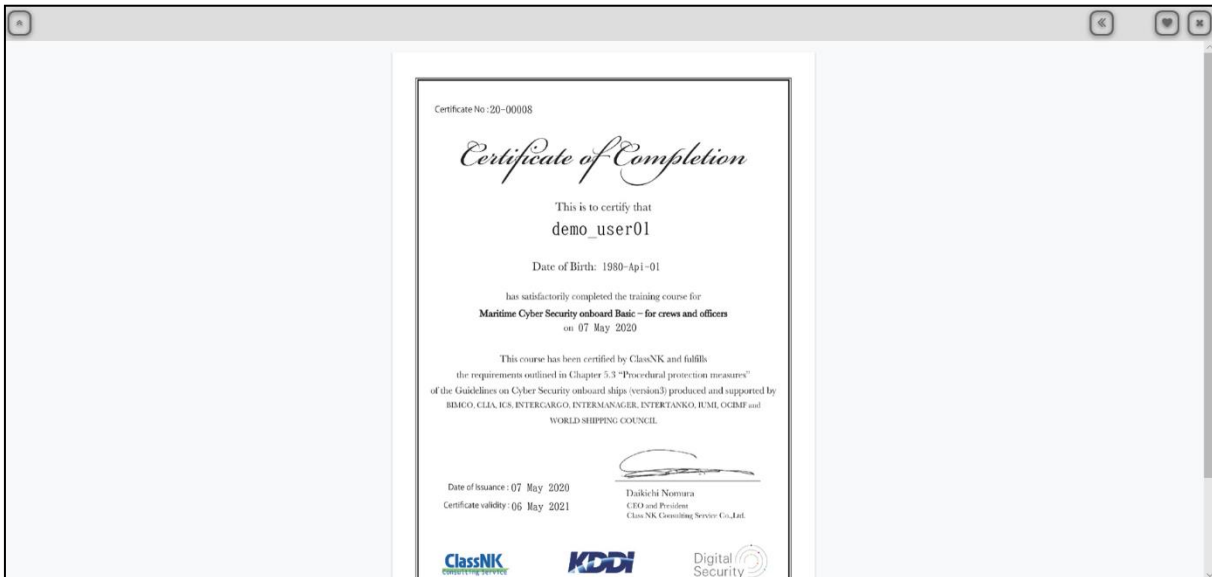 Certificate No : 20-00008
Certificate of Completion
This is to certify that
demo_user01
Date of Birth: 1980-Api-01
has satisfactorily completed the training course for
Maritime Cyber Security onboard Basic – for crews and officers
on 07 May 2020
This course has been certified by ClassNK and fulfills
the requirements outlined in Chapter 5.3 “Procedural protection measures”
of the Guidelines on Cyber Security onboard ships (version3) produced and supported by
BIMCO, CLIA, ICS, INTERCARGO, INTERMANAGER, INTERTANKO, IUMI, OCIMF and
WORLD SHIPPING COUNCIL
Date of Issuance : 07 May 2020
Certificate validity : 06 May 2021
Daikichi Nomura
CEO and President
Class NK Consulting Service Co.,Ltd.
ClassNK
CONSULTING SERVICE
KDDI
Digital
Security